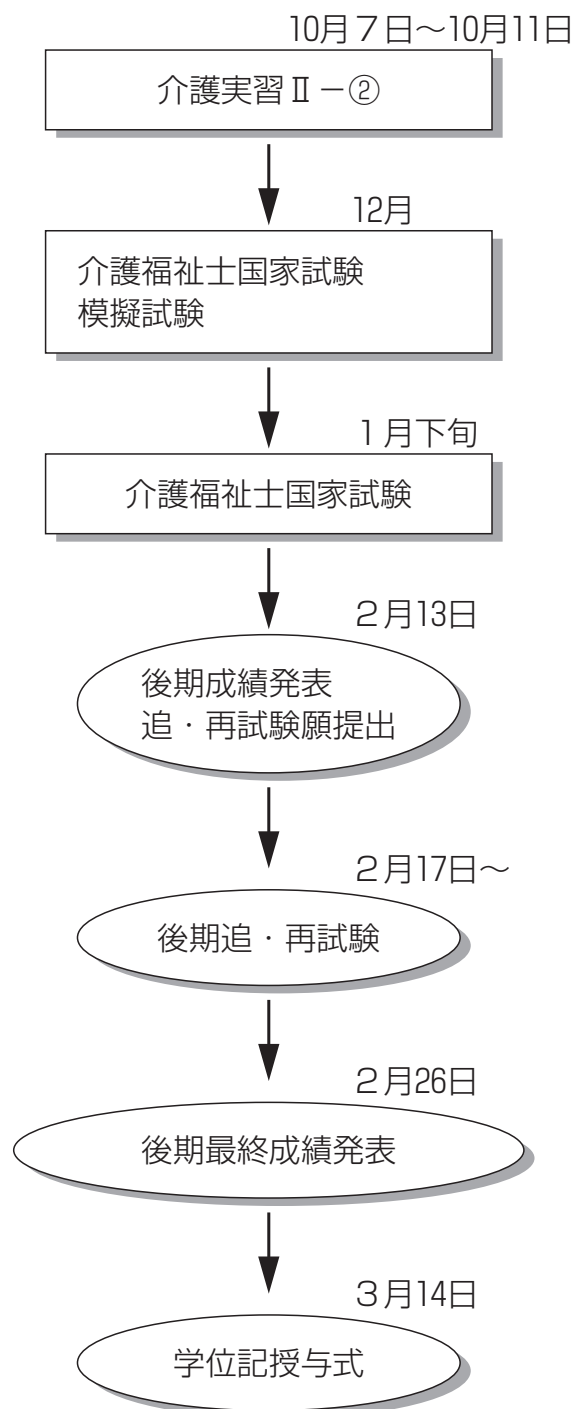 10月７日～10月11日
介護実習Ⅱ－②
12月
介護福祉士国家試験
模擬試験
１月下旬
介護福祉士国家試験
２月13日
後期成績発表
追・再試験願提出
２月17日～
後期追・再試験
２月26日
後期最終成績発表
３月14日
学位記授与式